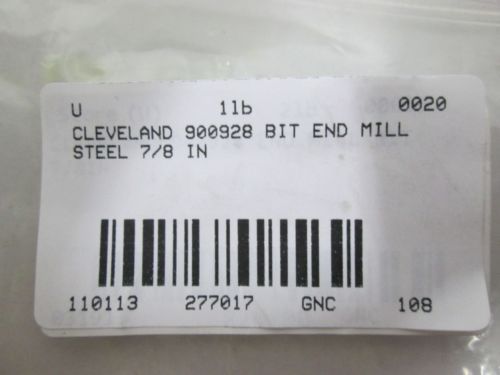 U 1lb 0020
CLEVELAND 900928 BIT END MILL
STEEL 7/8 IN
110113 277017 GNC 108